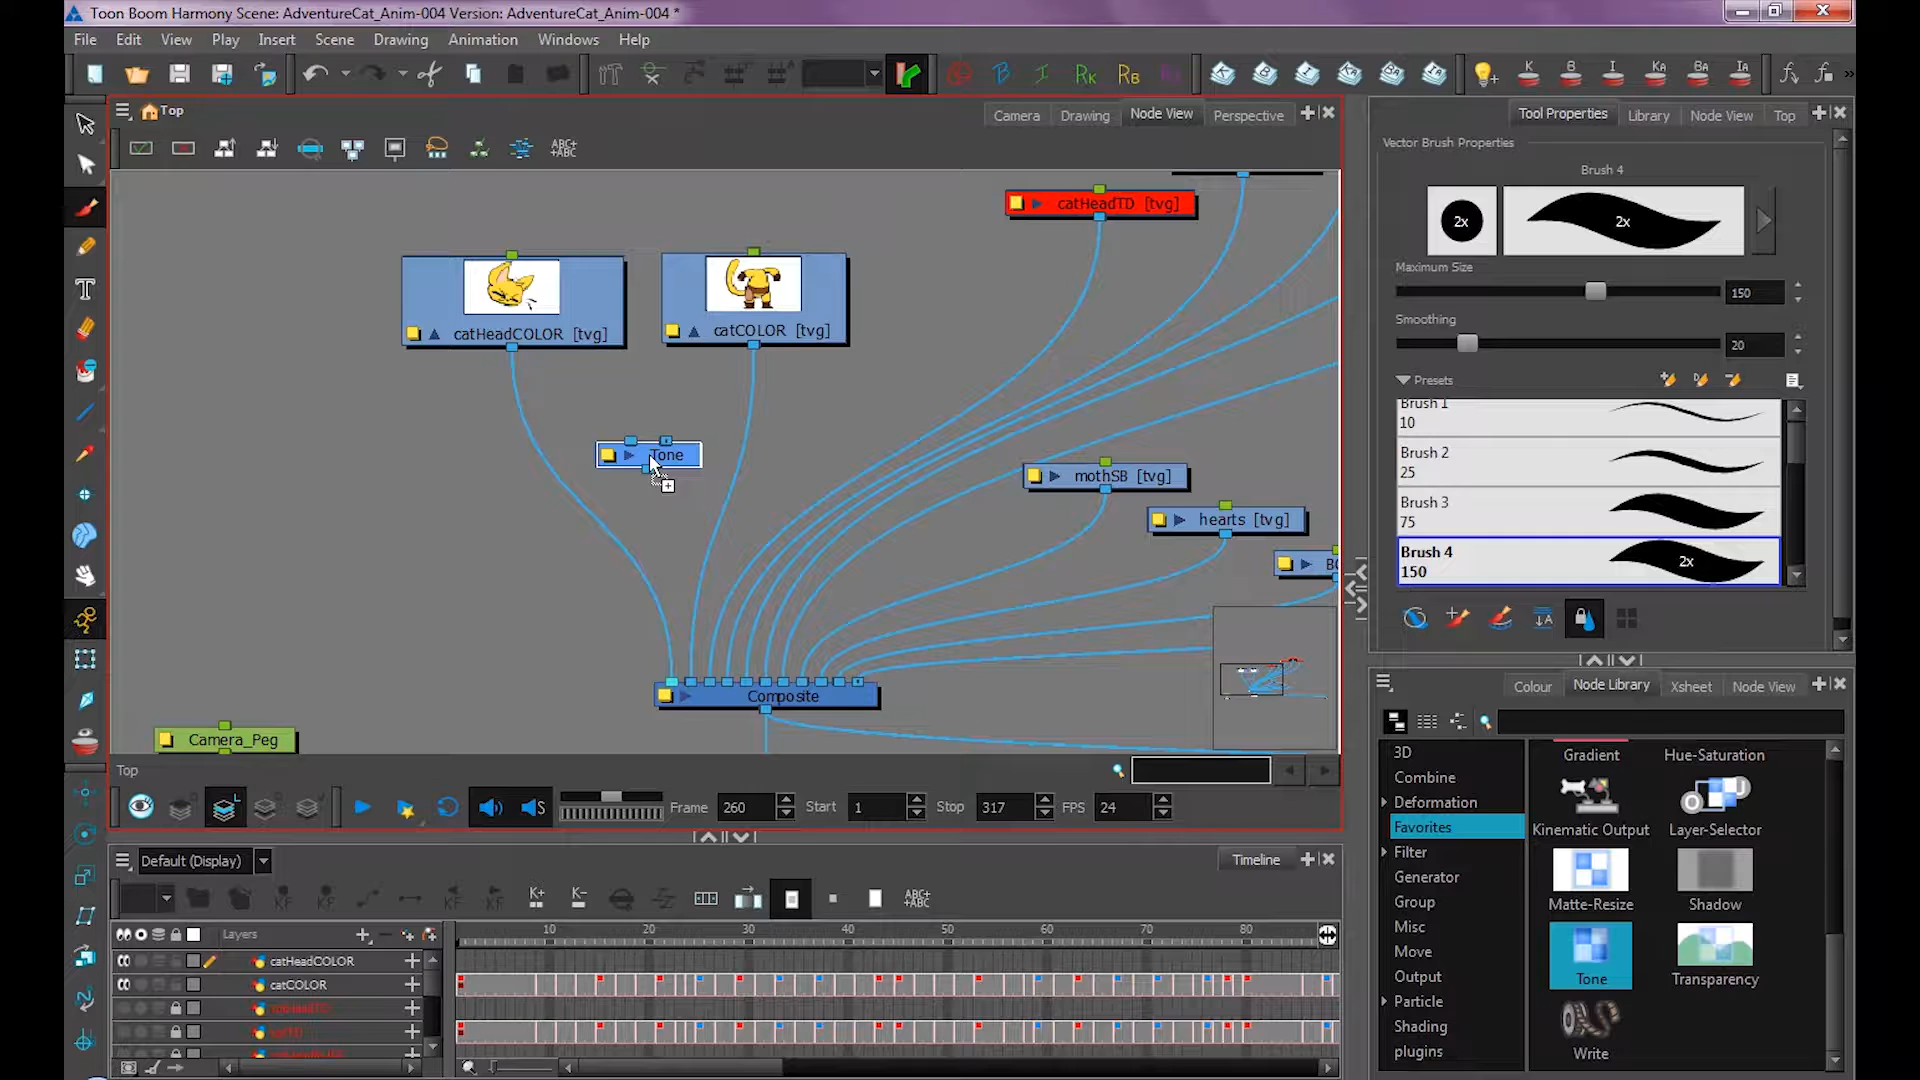 Toon Boom Harmony Scene: AdventureCat_Anim-004 Version: AdventureCat_Anim-004 *
File Edit View Play Insert Scene Drawing Animation Windows Help
Top
Camera Drawing Node View Perspective
ABC+
+ABC
catHeadTD [tvg]
catHeadCOLOR [tvg]
catCOLOR [tvg]
Tone
mothSB [tvg]
hearts [tvg]
Composite
Camera_Peg
Top
Frame 260 Start 1 Stop 317 FPS 24
Default (Display)
Timeline
K+ K-
ABC+
+ABC
Layers
10 20 30 40 50 60 70 80
catHeadCOLOR
catCOLOR
Tool Properties Library Node View Top
Vector Brush Properties
Brush 4
2x 2x
Maximum Size
150
Smoothing
20
Presets
Brush 1
10
Brush 2
25
Brush 3
75
Brush 4
150
2x
Colour Node Library Xsheet Node View
3D
Combine
Deformation
Favorites
Filter
Generator
Group
Misc
Move
Output
Particle
Shading
plugins
Gradient Hue-Saturation
Kinematic Output Layer-Selector
Matte-Resize Shadow
Tone Transparency
Write